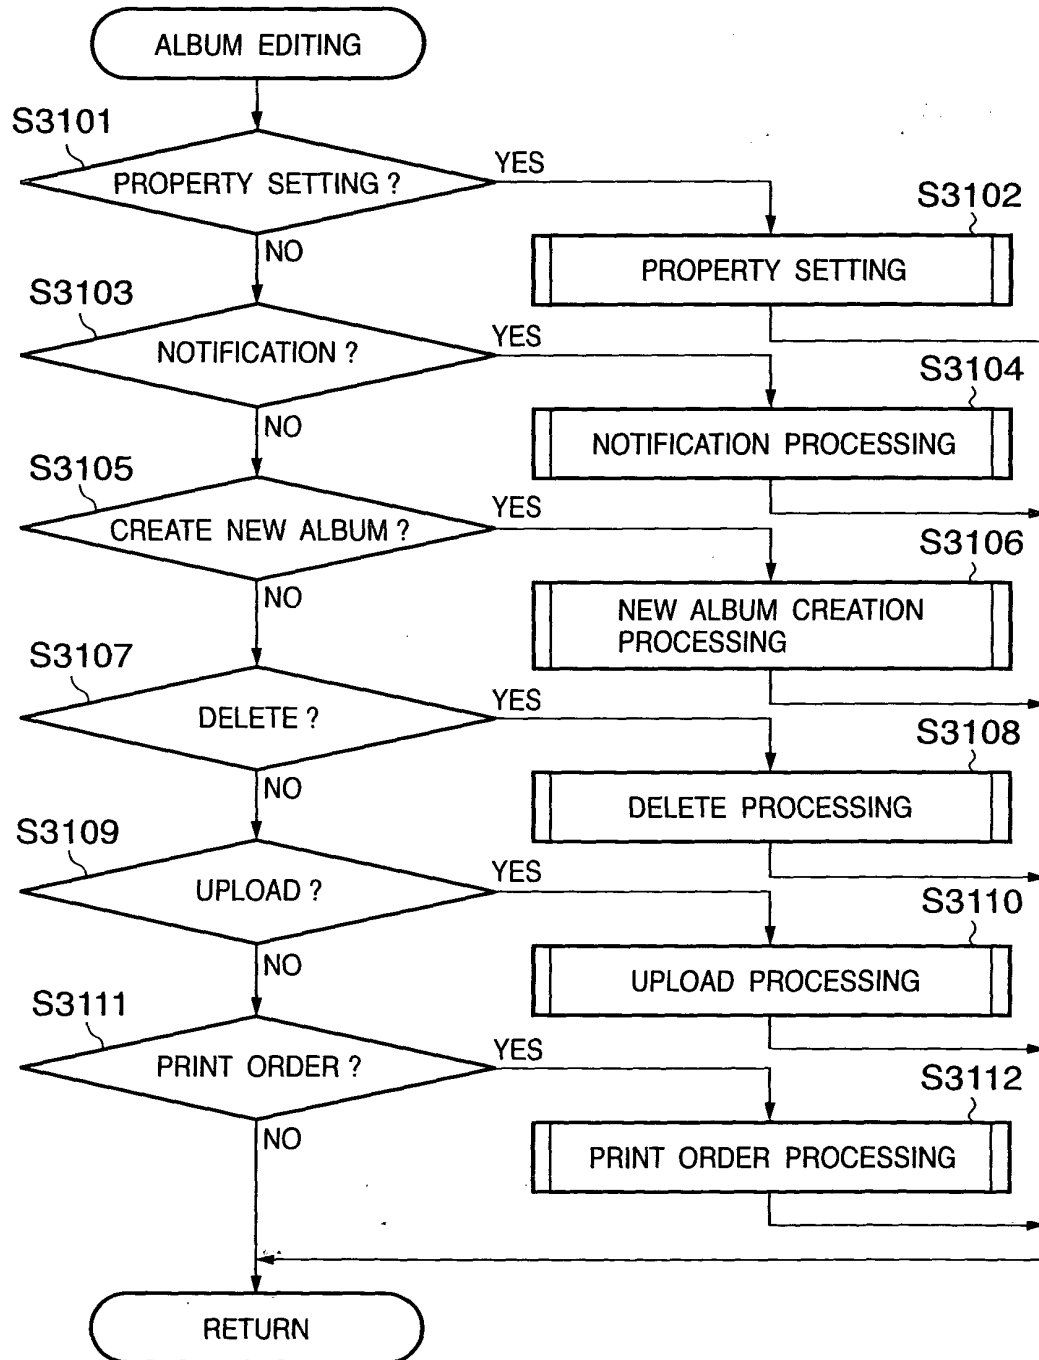 ALBUM EDITING
S3101
PROPERTY SETTING ?
YES
NO
S3102
PROPERTY SETTING
S3103
NOTIFICATION ?
YES
NO
S3104
NOTIFICATION PROCESSING
S3105
CREATE NEW ALBUM ?
YES
NO
S3106
NEW ALBUM CREATION
PROCESSING
S3107
DELETE ?
YES
NO
S3108
DELETE PROCESSING
S3109
UPLOAD ?
YES
NO
S3110
UPLOAD PROCESSING
S3111
PRINT ORDER ?
YES
NO
S3112
PRINT ORDER PROCESSING
RETURN